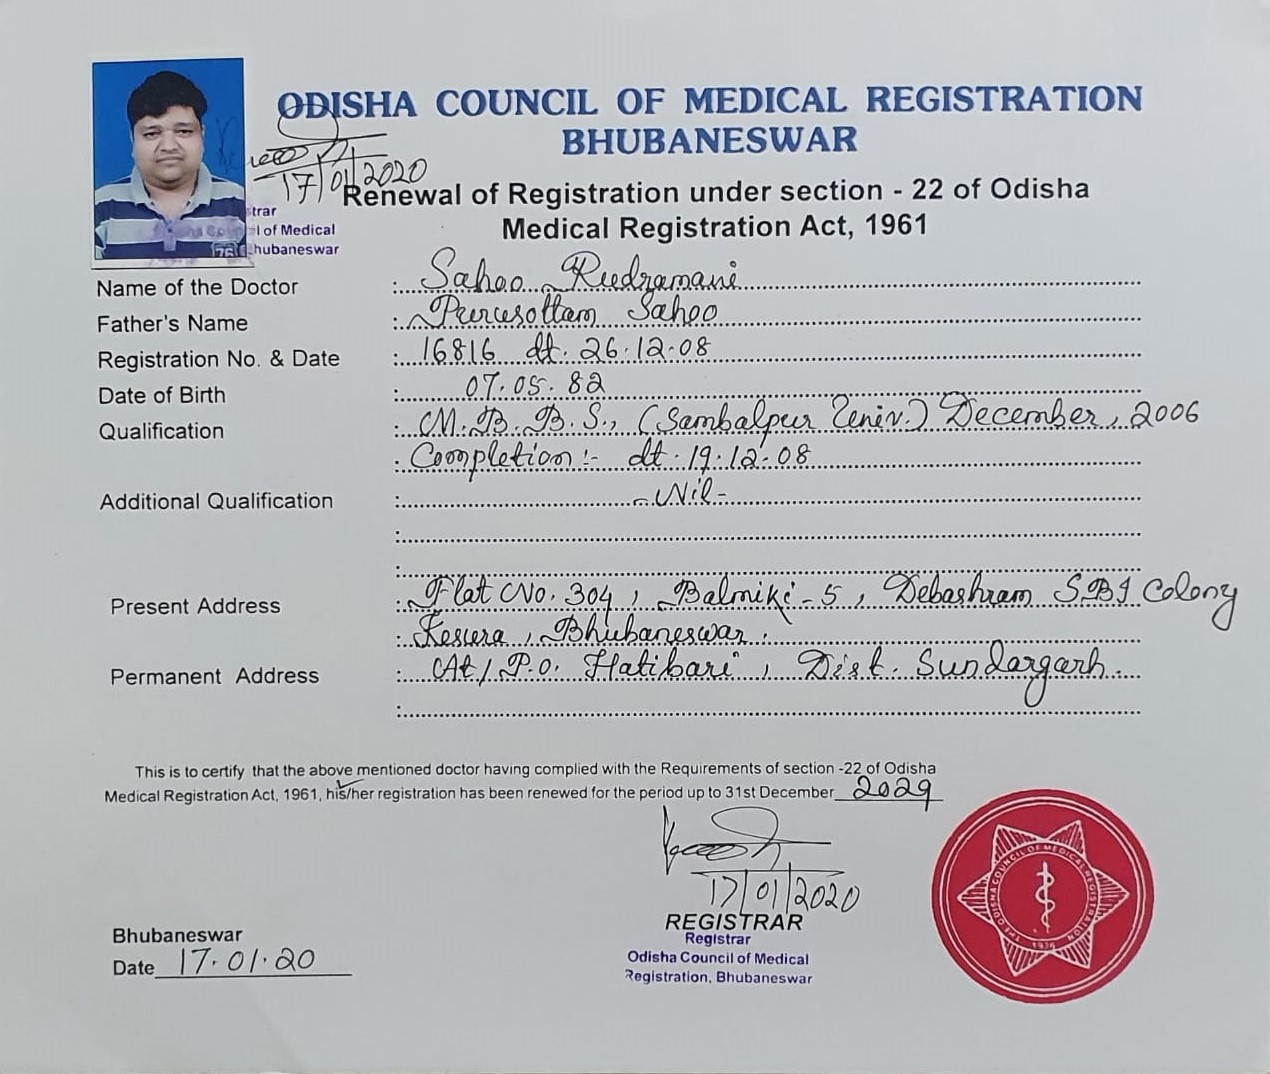 ODISHA COUNCIL OF MEDICAL REGISTRATION
BHUBANESWAR
17/01/2020
Renewal of Registration under section - 22 of Odisha
Medical Registration Act, 1961
trar
l of Medical
hubaneswar
Name of the Doctor : Sahoo Rudramani
Father's Name : Purusottam Sahoo
Registration No. & Date : 16816 dt. 26.12.08
Date of Birth : 07.05.82
Qualification : M.B.B.S., (Sambalpur Univ.) December, 2006
: Completion :- dt. 19.12.08
Additional Qualification : -Nil-
:
:
Present Address : Flat No. 304, Balmiki-5, Debashram SBI Colony
: Kesura, Bhubaneswar.
Permanent Address : At/P.O. Hatibari, Dist. Sundargarh.
:
This is to certify that the above mentioned doctor having complied with the Requirements of section -22 of Odisha
Medical Registration Act, 1961, his/her registration has been renewed for the period up to 31st December 2029
17/01/2020
REGISTRAR
Registrar
Odisha Council of Medical
Registration, Bhubaneswar
Bhubaneswar
Date 17.01.20
THE ODISHA COUNCIL OF MEDICAL REGISTRATION
1936